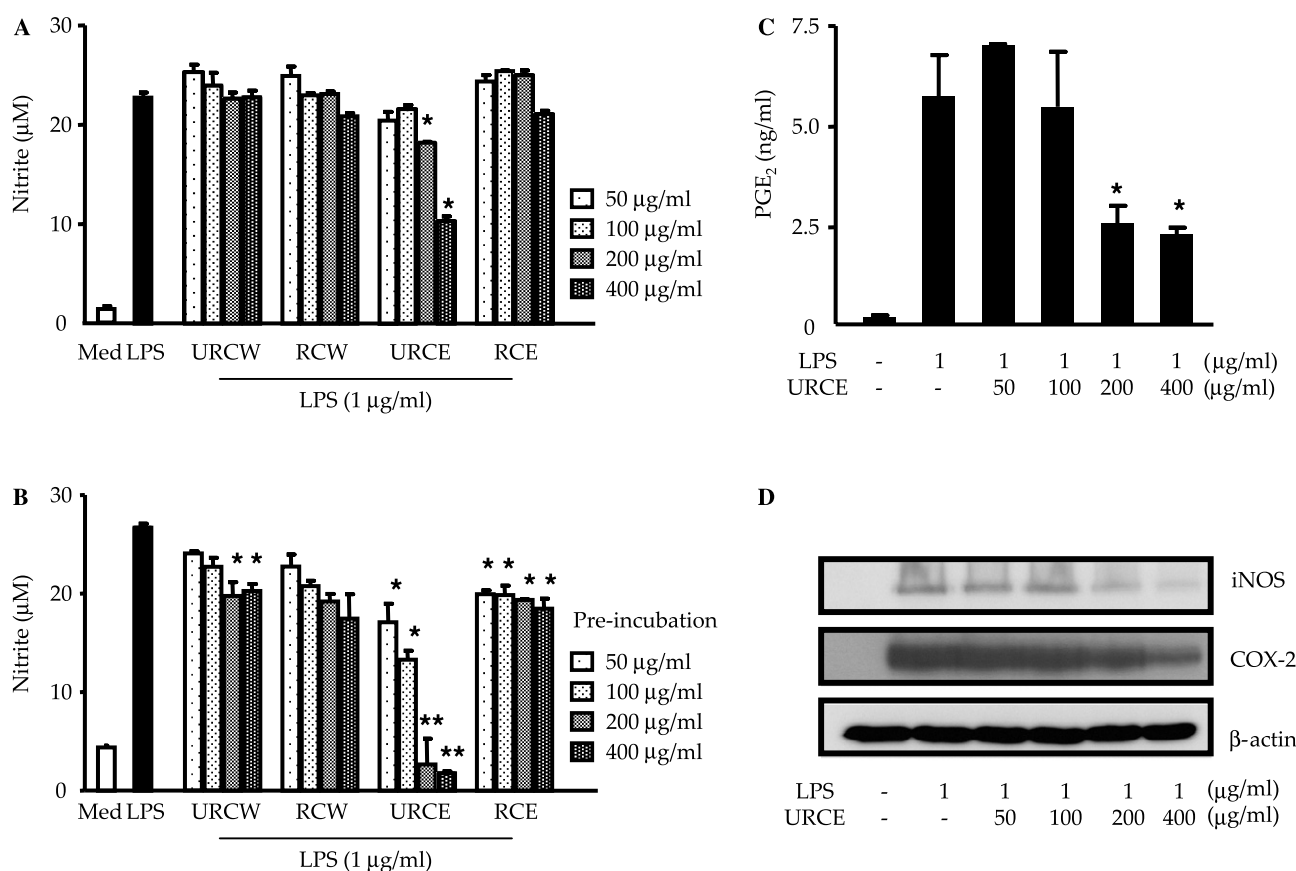 A
Nitrite (µM)
30
20
10
0
*
*
50 µg/ml
100 µg/ml
200 µg/ml
400 µg/ml
Med LPS URCW RCW URCE RCE
LPS (1 µg/ml)
B
Nitrite (µM)
30
20
10
0
* *
*
*
**
**
* * * *
Pre-incubation
50 µg/ml
100 µg/ml
200 µg/ml
400 µg/ml
Med LPS URCW RCW URCE RCE
LPS (1 µg/ml)
C
PGE2 (ng/ml)
7.5
5.0
2.5
0
* *
LPS - 1 1 1 1 1 (µg/ml)
URCE - - 50 100 200 400 (µg/ml)
D
iNOS
COX-2
β-actin
LPS - 1 1 1 1 1 (µg/ml)
URCE - - 50 100 200 400 (µg/ml)